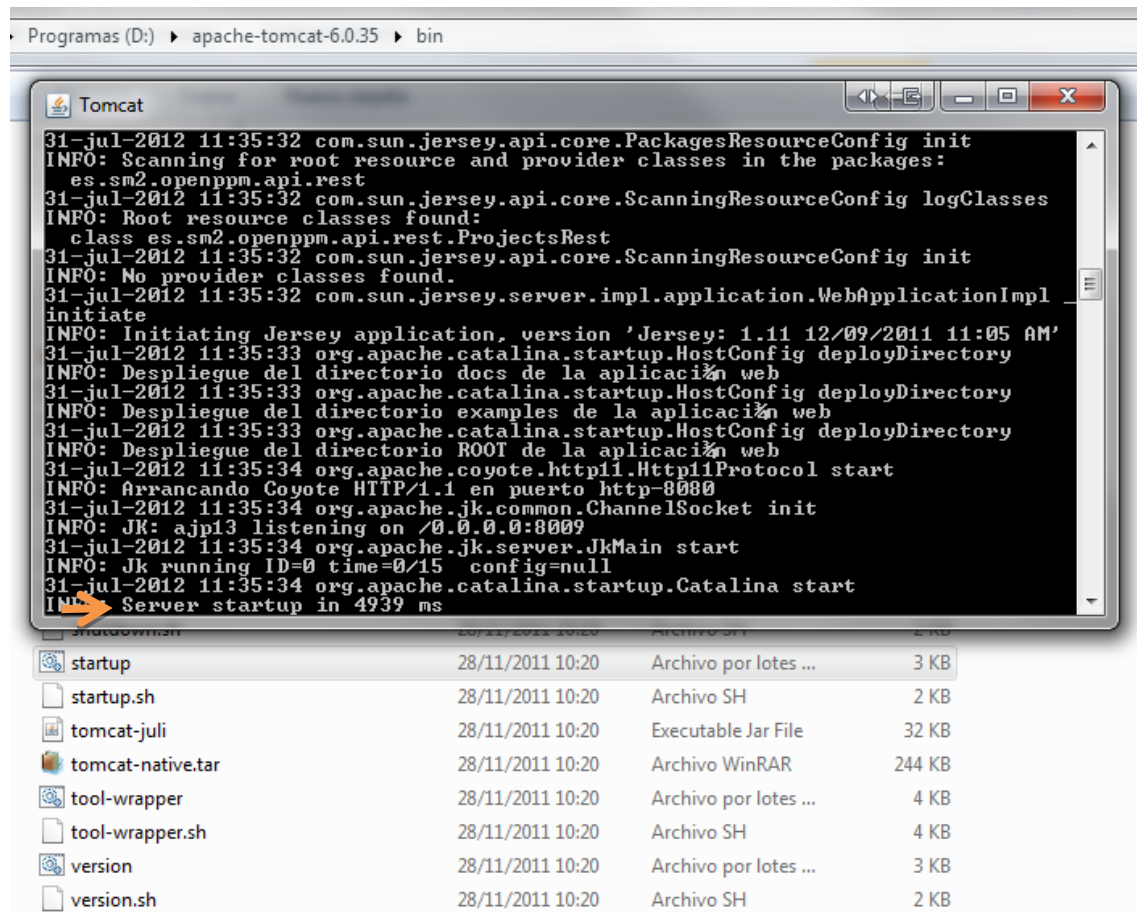 Programas (D:) ▸ apache-tomcat-6.0.35 ▸ bin
Tomcat
31-jul-2012 11:35:32 com.sun.jersey.api.core.PackagesResourceConfig init
INFO: Scanning for root resource and provider classes in the packages:
es.sm2.openppm.api.rest
31-jul-2012 11:35:32 com.sun.jersey.api.core.ScanningResourceConfig logClasses
INFO: Root resource classes found:
class es.sm2.openppm.api.rest.ProjectsRest
31-jul-2012 11:35:32 com.sun.jersey.api.core.ScanningResourceConfig init
INFO: No provider classes found.
31-jul-2012 11:35:32 com.sun.jersey.server.impl.application.WebApplicationImpl _
initiate
INFO: Initiating Jersey application, version 'Jersey: 1.11 12/09/2011 11:05 AM'
31-jul-2012 11:35:33 org.apache.catalina.startup.HostConfig deployDirectory
INFO: Despliegue del directorio docs de la aplicaci¾n web
31-jul-2012 11:35:33 org.apache.catalina.startup.HostConfig deployDirectory
INFO: Despliegue del directorio examples de la aplicaci¾n web
31-jul-2012 11:35:33 org.apache.catalina.startup.HostConfig deployDirectory
INFO: Despliegue del directorio ROOT de la aplicaci¾n web
31-jul-2012 11:35:34 org.apache.coyote.http11.Http11Protocol start
INFO: Arrancando Coyote HTTP/1.1 en puerto http-8080
31-jul-2012 11:35:34 org.apache.jk.common.ChannelSocket init
INFO: JK: ajp13 listening on /0.0.0.0:8009
31-jul-2012 11:35:34 org.apache.jk.server.JkMain start
INFO: Jk running ID=0 time=0/15 config=null
31-jul-2012 11:35:34 org.apache.catalina.startup.Catalina start
INFO: Server startup in 4939 ms
shutdown.sh 28/11/2011 10:20 Archivo SH 2 KB
startup 28/11/2011 10:20 Archivo por lotes ... 3 KB
startup.sh 28/11/2011 10:20 Archivo SH 2 KB
tomcat-juli 28/11/2011 10:20 Executable Jar File 32 KB
tomcat-native.tar 28/11/2011 10:20 Archivo WinRAR 244 KB
tool-wrapper 28/11/2011 10:20 Archivo por lotes ... 4 KB
tool-wrapper.sh 28/11/2011 10:20 Archivo SH 4 KB
version 28/11/2011 10:20 Archivo por lotes ... 3 KB
version.sh 28/11/2011 10:20 Archivo SH 2 KB